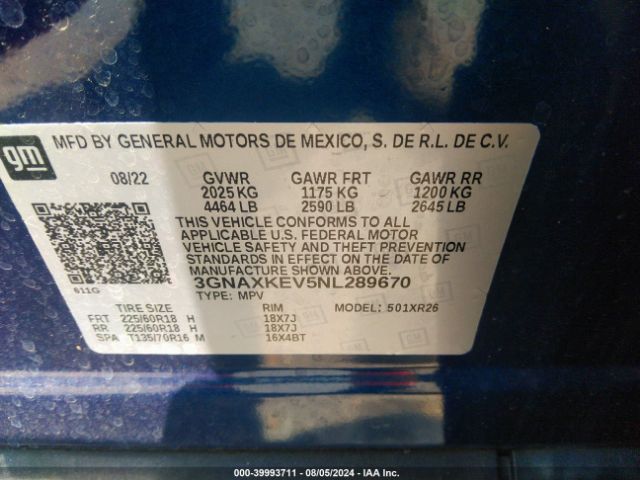 gm
MFD BY GENERAL MOTORS DE MEXICO, S. DE R.L. DE C.V.
08/22 GVWR GAWR FRT GAWR RR
2025 KG 1175 KG 1200 KG
4464 LB 2590 LB 2645 LB
THIS VEHICLE CONFORMS TO ALL
APPLICABLE U.S. FEDERAL MOTOR
VEHICLE SAFETY AND THEFT PREVENTION
STANDARDS IN EFFECT ON THE DATE OF
MANUFACTURE SHOWN ABOVE.
3GNAXKEV5NL289670
611G
TYPE: MPV
TIRE SIZE RIM MODEL: 501XR26
FRT 225/60R18 H 18X7J
RR 225/60R18 H 18X7J
SPA T135/70R16 M 16X4BT
000-39993711 - 08/05/2024 - IAA Inc.